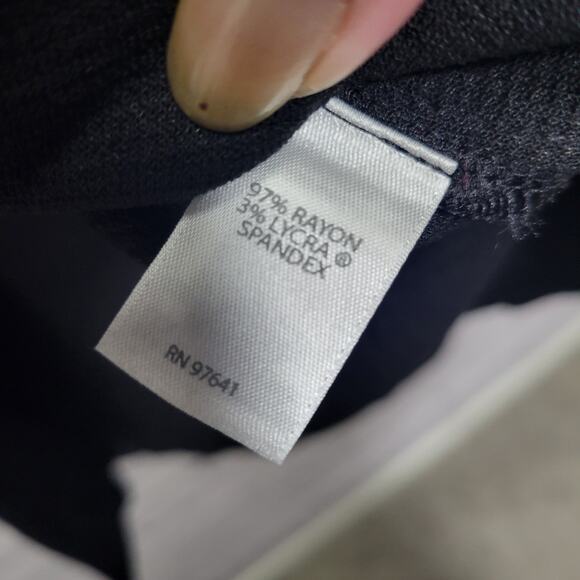 97% RAYON
3% LYCRA ®
SPANDEX
RN 97641